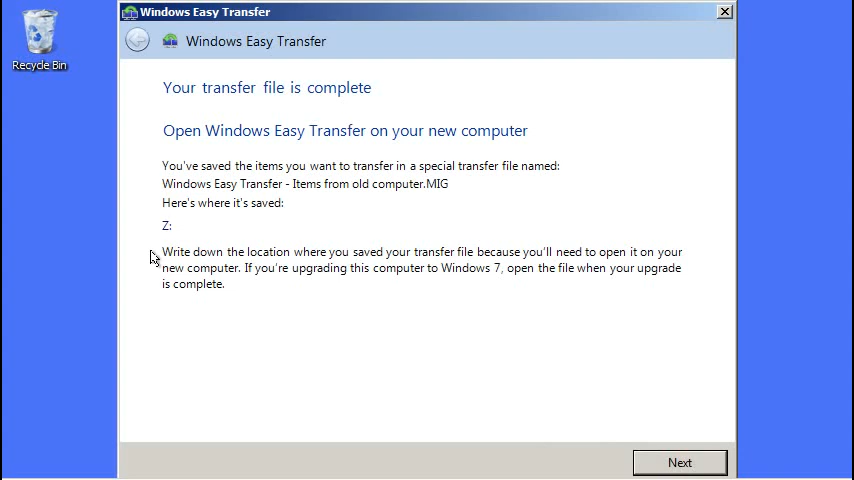 Windows Easy Transfer
Recycle Bin
Windows Easy Transfer
Your transfer file is complete
Open Windows Easy Transfer on your new computer
You've saved the items you want to transfer in a special transfer file named:
Windows Easy Transfer - Items from old computer.MIG
Here's where it's saved:
Z:
Write down the location where you saved your transfer file because you'll need to open it on your
new computer. If you're upgrading this computer to Windows 7, open the file when your upgrade
is complete.
Next